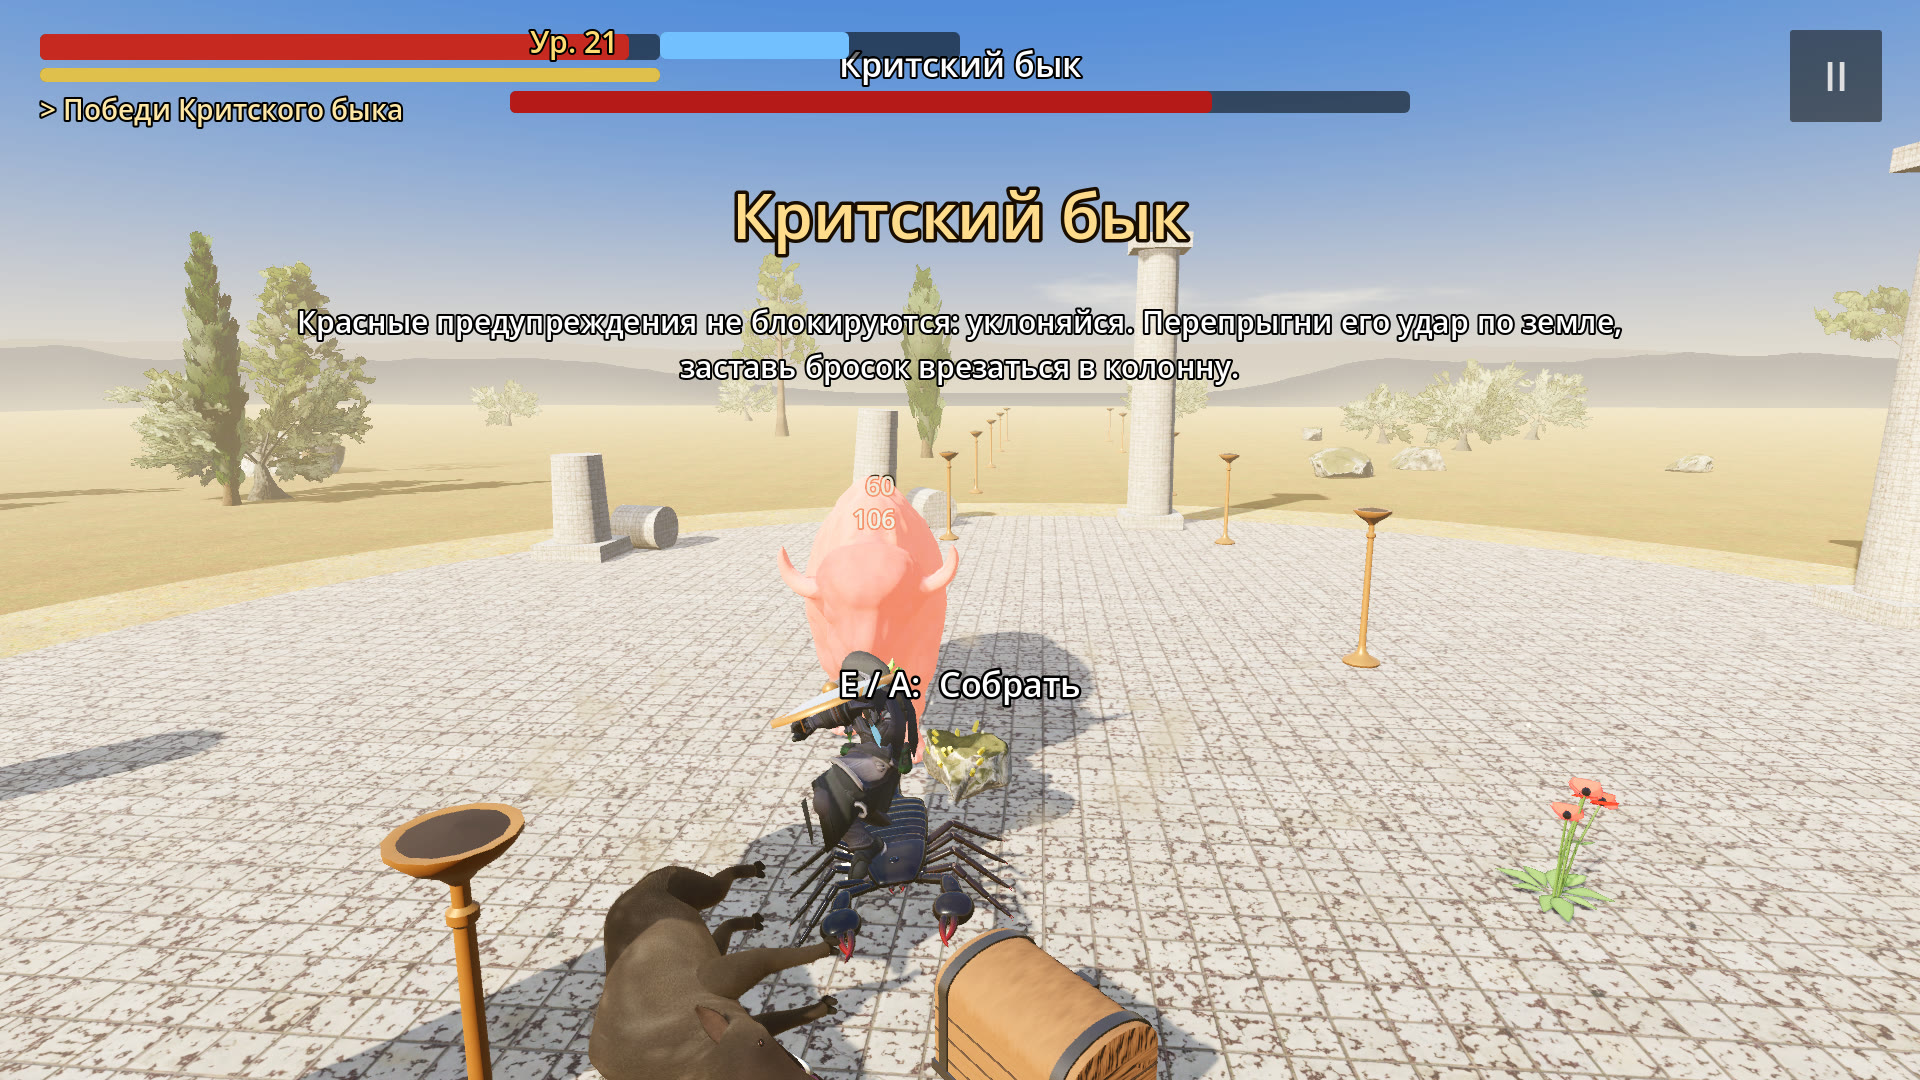 Ур. 21
Критский бык
> Победи Критского быка
Критский бык
Красные предупреждения не блокируются: уклоняйся. Перепрыгни его удар по земле,
заставь бросок врезаться в колонну.
60
106
E / A: Собрать